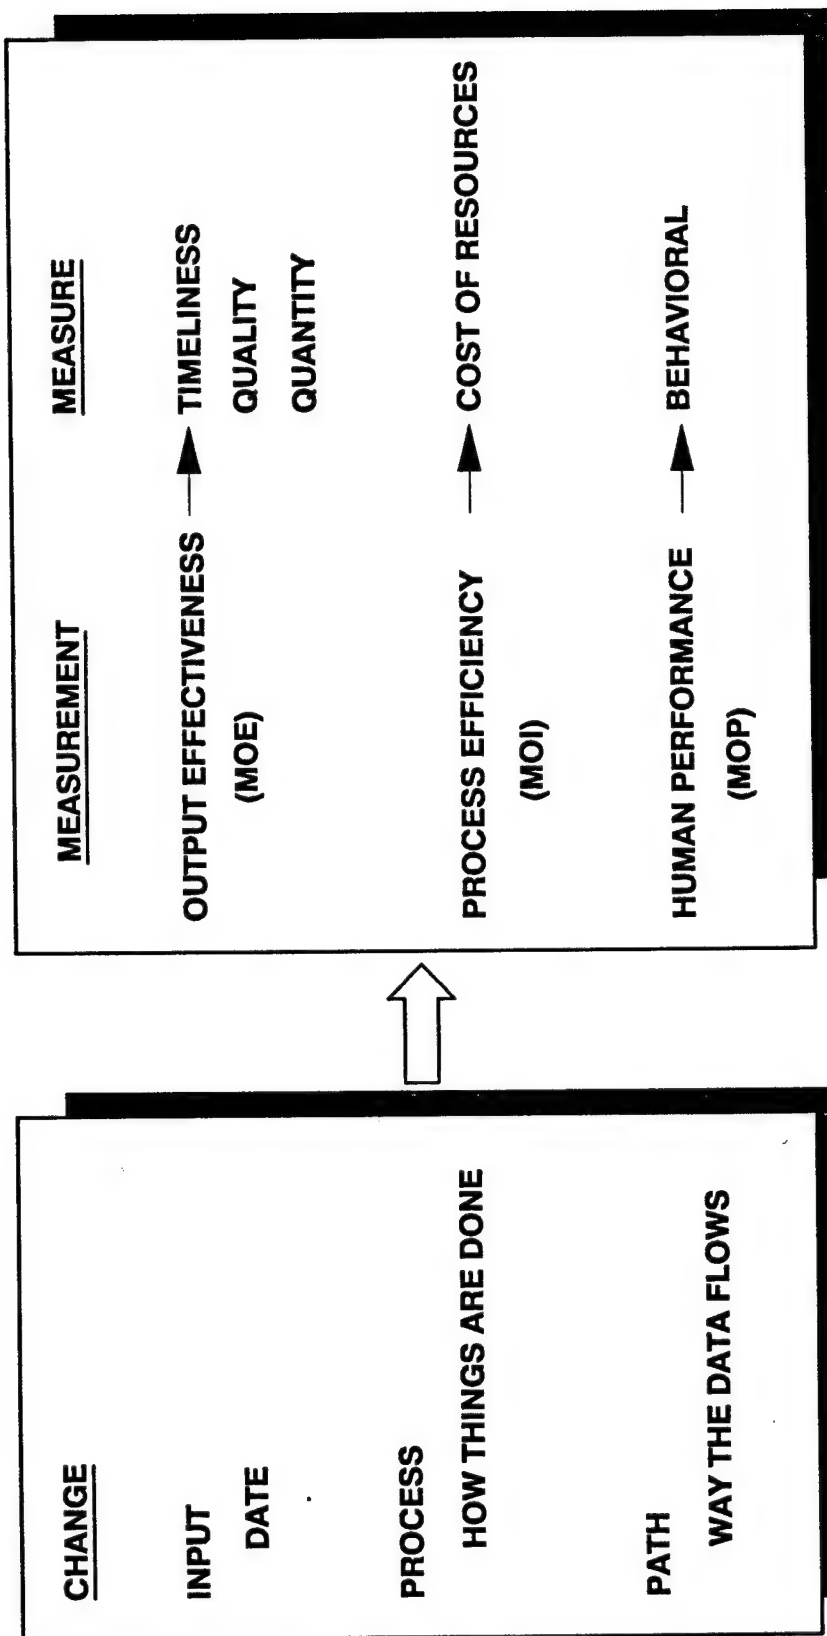 CHANGE
INPUT
DATE
PROCESS
HOW THINGS ARE DONE
PATH
WAY THE DATA FLOWS
MEASUREMENT
MEASURE
OUTPUT EFFECTIVENESS
(MOE)
TIMELINESS
QUALITY
QUANTITY
PROCESS EFFICIENCY
(MOI)
COST OF RESOURCES
HUMAN PERFORMANCE
(MOP)
BEHAVIORAL